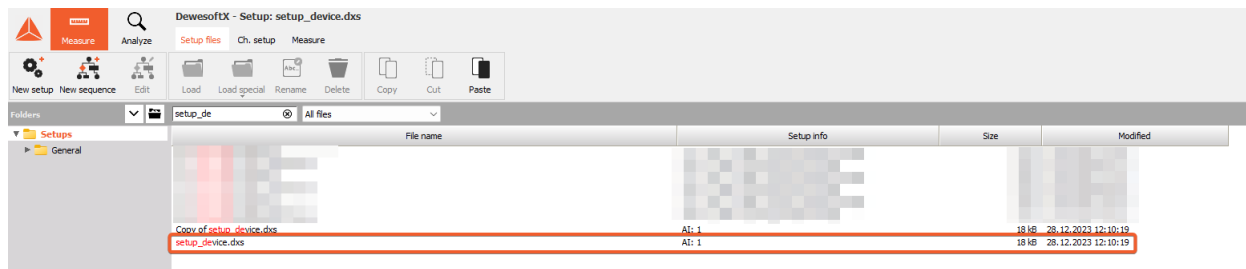 DewesoftX - Setup: setup_device.dxs
Measure
Analyze
Setup files Ch. setup Measure
New setup New sequence Edit Load Load special Rename Delete Copy Cut Paste
Abc..
Folders setup_de All files
Setups
General
File name Setup info Size Modified
Copy of setup_device.dxs AI: 1 18 kB 28.12.2023 12:10:19
setup_device.dxs AI: 1 18 kB 28.12.2023 12:10:19